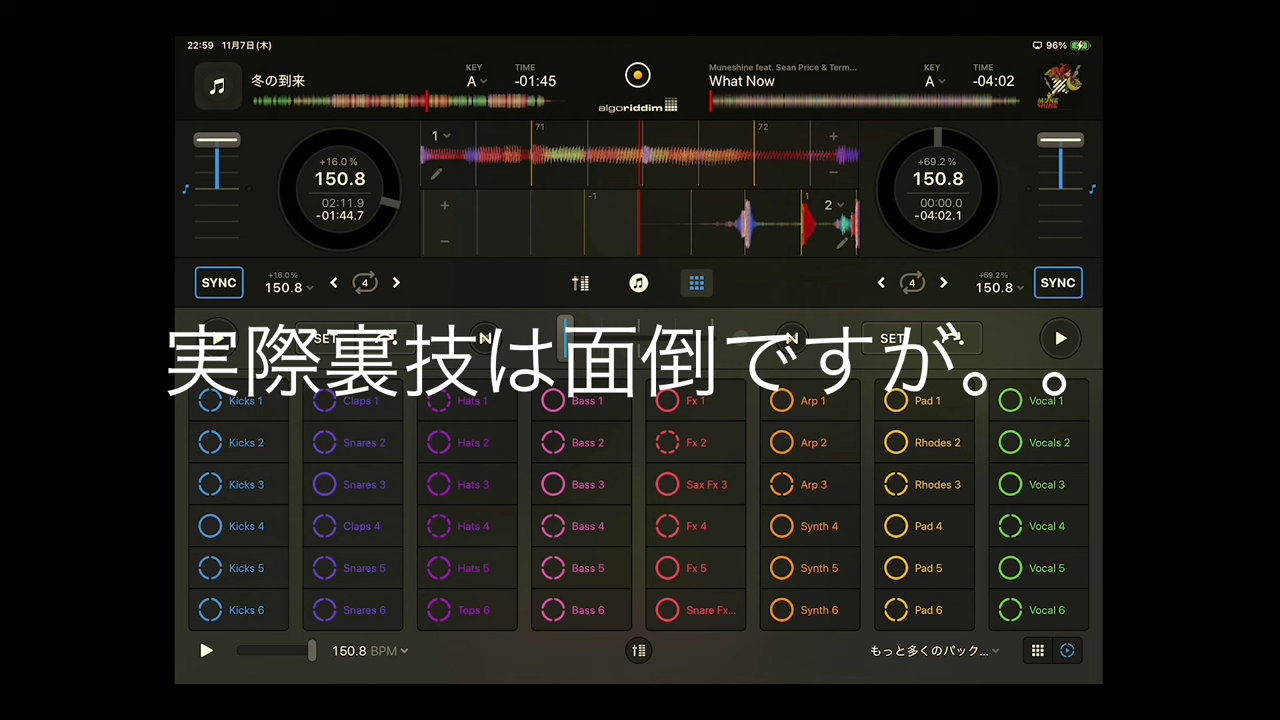 22:59 11月7日(木)
96%
冬の到来
KEY
A
TIME
-01:45
algoriddim
Muneshine feat. Sean Price & Term...
What Now
KEY
A
TIME
-04:02
+16.0%
150.8
02:11.9
-01:44.7
1
71
72
-1
1
2
+69.2%
150.8
00:00.0
-04:02.1
SYNC
+16.0%
150.8
4
4
+69.2%
150.8
SYNC
SET
N
N
SET
実際裏技は面倒ですが。。
Kicks 1 Claps 1 Hats 1 Bass 1 Fx 1 Arp 1 Pad 1 Vocal 1
Kicks 2 Snares 2 Hats 2 Bass 2 Fx 2 Arp 2 Rhodes 2 Vocals 2
Kicks 3 Snares 3 Hats 3 Bass 3 Sax Fx 3 Arp 3 Rhodes 3 Vocal 3
Kicks 4 Claps 4 Hats 4 Bass 4 Fx 4 Synth 4 Pad 4 Vocal 4
Kicks 5 Snares 5 Hats 5 Bass 5 Fx 5 Synth 5 Pad 5 Vocal 5
Kicks 6 Snares 6 Tops 6 Bass 6 Snare Fx... Synth 6 Pad 6 Vocal 6
150.8 BPM
もっと多くのパック...